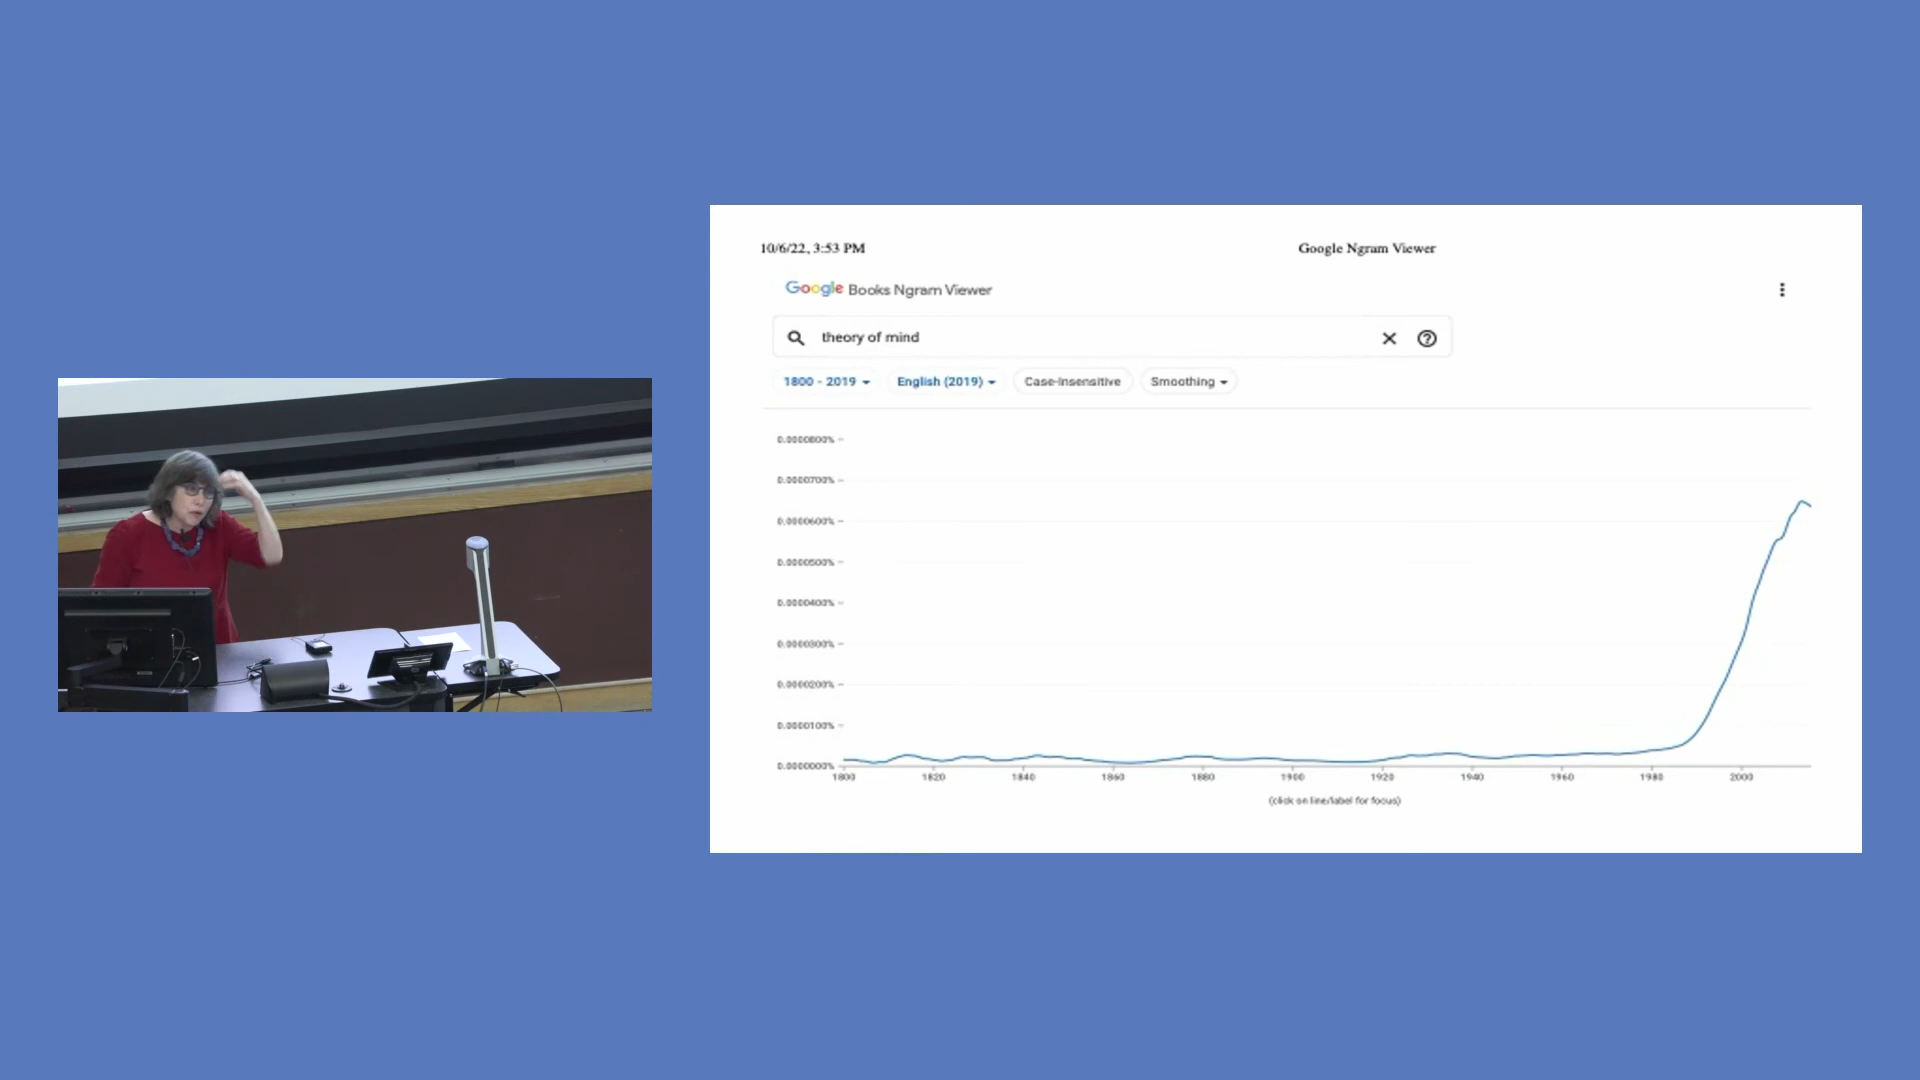 10/6/22, 3:53 PM
Google Ngram Viewer
Google Books Ngram Viewer
theory of mind
1800 - 2019
English (2019)
Case-Insensitive
Smoothing
0.0000800%
0.0000700%
0.0000600%
0.0000500%
0.0000400%
0.0000300%
0.0000200%
0.0000100%
0.0000000%
1800 1820 1840 1860 1880 1900 1920 1940 1960 1980 2000
(click on line/label for focus)